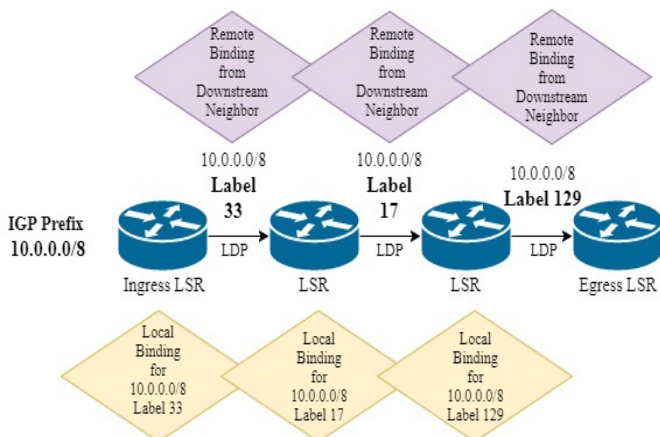 Remote
Binding
from
Downstream
Neighbor
Remote
Binding
from
Downstream
Neighbor
Remote
Binding
from
Downstream
Neighbor
10.0.0.0/8
Label
33
10.0.0.0/8
Label
17
10.0.0.0/8
Label 129
IGP Prefix
10.0.0.0/8
LDP
LDP
LDP
Ingress LSR
LSR
LSR
Egress LSR
Local
Binding
for
10.0.0.0/8
Label 33
Local
Binding
for
10.0.0.0/8
Label 17
Local
Binding
for
10.0.0.0/8
Label 129